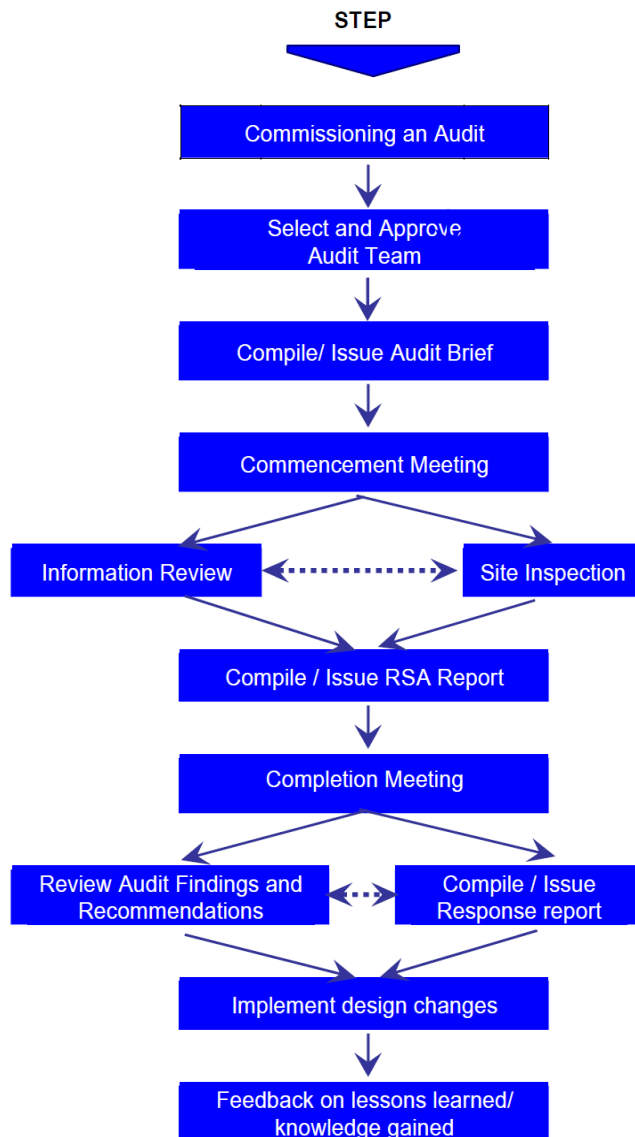 STEP
Commissioning an Audit
Select and Approve
Audit Team
Compile/ Issue Audit Brief
Commencement Meeting
Information Review
Site Inspection
Compile / Issue RSA Report
Completion Meeting
Review Audit Findings and
Recommendations
Compile / Issue
Response report
Implement design changes
Feedback on lessons learned/
knowledge gained